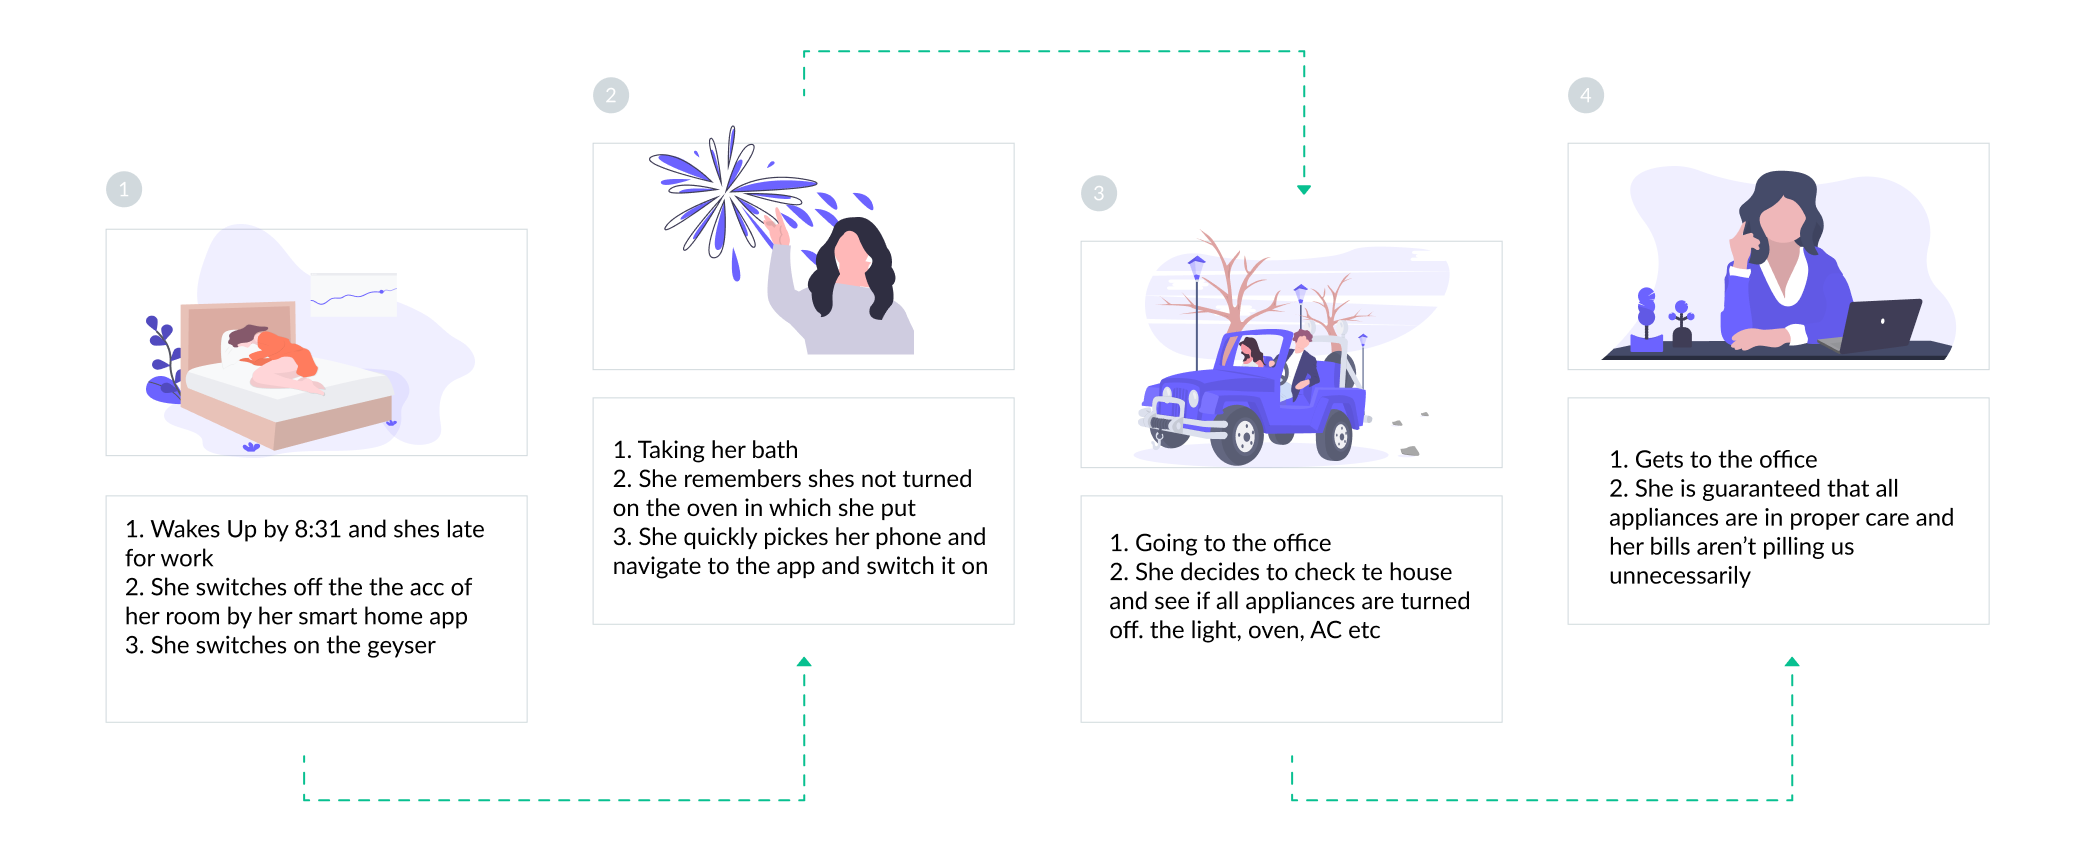 1
1. Wakes Up by 8:31 and shes late
for work
2. She switches off the the acc of
her room by her smart home app
3. She switches on the geyser
2
1. Taking her bath
2. She remembers shes not turned
on the oven in which she put
3. She quickly pickes her phone and
navigate to the app and switch it on
3
1. Going to the office
2. She decides to check te house
and see if all appliances are turned
off. the light, oven, AC etc
4
1. Gets to the office
2. She is guaranteed that all
appliances are in proper care and
her bills aren’t pilling us
unnecessarily